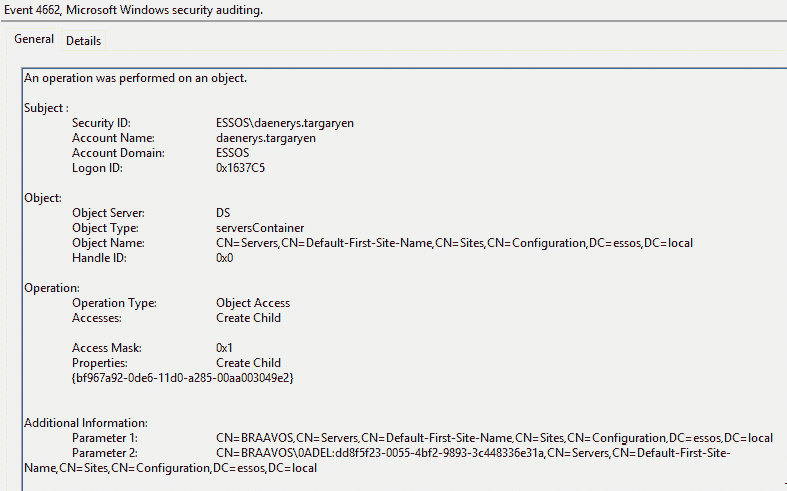 Event 4662, Microsoft Windows security auditing.
General Details
An operation was performed on an object.
Subject :
Security ID: ESSOS\daenerys.targaryen
Account Name: daenerys.targaryen
Account Domain: ESSOS
Logon ID: 0x1637C5
Object:
Object Server: DS
Object Type: serversContainer
Object Name: CN=Servers,CN=Default-First-Site-Name,CN=Sites,CN=Configuration,DC=essos,DC=local
Handle ID: 0x0
Operation:
Operation Type: Object Access
Accesses: Create Child
Access Mask: 0x1
Properties: Create Child
{bf967a92-0de6-11d0-a285-00aa003049e2}
Additional Information:
Parameter 1: CN=BRAAVOS,CN=Servers,CN=Default-First-Site-Name,CN=Sites,CN=Configuration,DC=essos,DC=local
Parameter 2: CN=BRAAVOS\0ADEL:dd8f5f23-0055-4bf2-9893-3c448336e31a,CN=Servers,CN=Default-First-Site-
Name,CN=Sites,CN=Configuration,DC=essos,DC=local